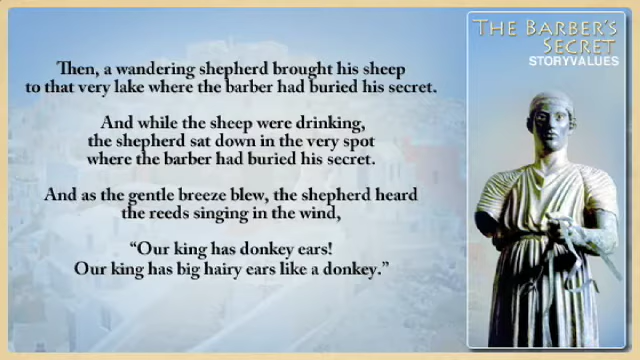 Then, a wandering shepherd brought his sheep
to that very lake where the barber had buried his secret.
And while the sheep were drinking,
the shepherd sat down in the very spot
where the barber had buried his secret.
And as the gentle breeze blew, the shepherd heard
the reeds singing in the wind,
“Our king has donkey ears!
Our king has big hairy ears like a donkey.”
The Barber's
Secret
STORYVALUES